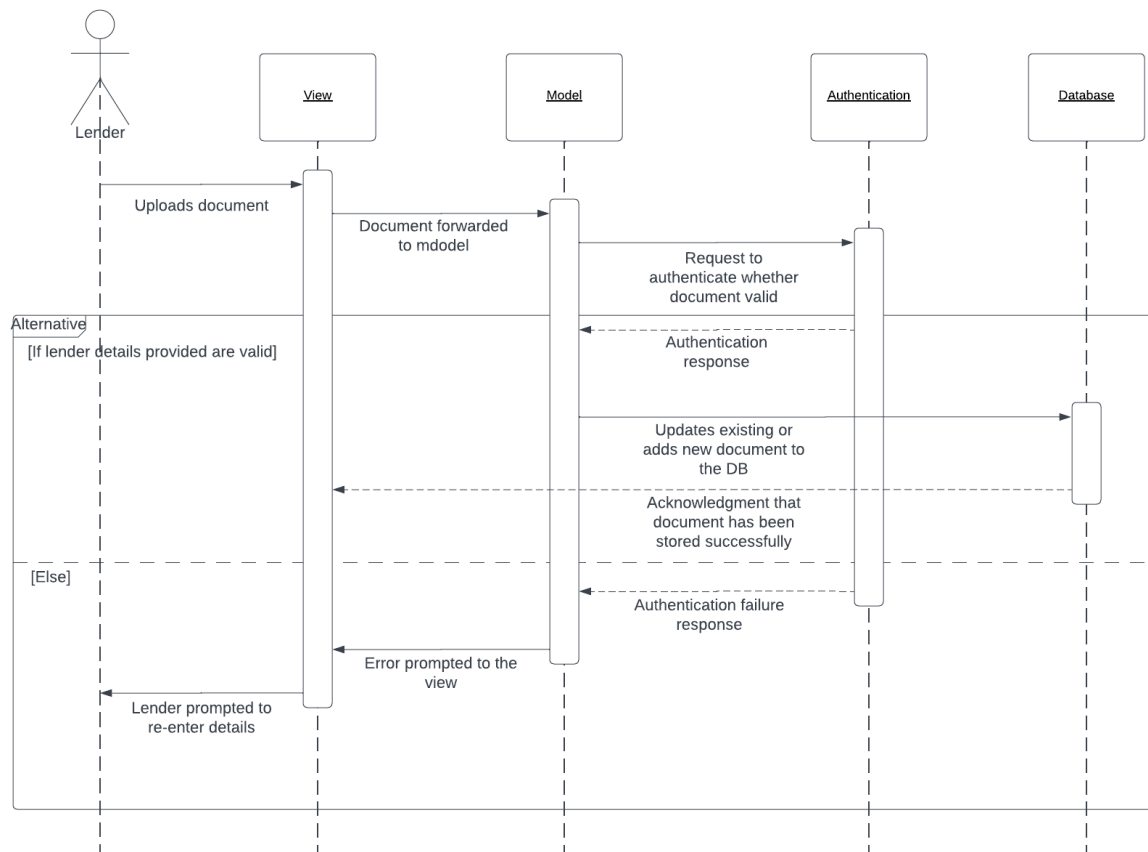 View
Model
Authentication
Database
Lender
Uploads document
Document forwarded
to mdodel
Request to
authenticate whether
document valid
Alternative
[If lender details provided are valid]
Authentication
response
Updates existing or
adds new document to
the DB
Acknowledgment that
document has been
stored successfully
[Else]
Authentication failure
response
Error prompted to the
view
Lender prompted to
re-enter details